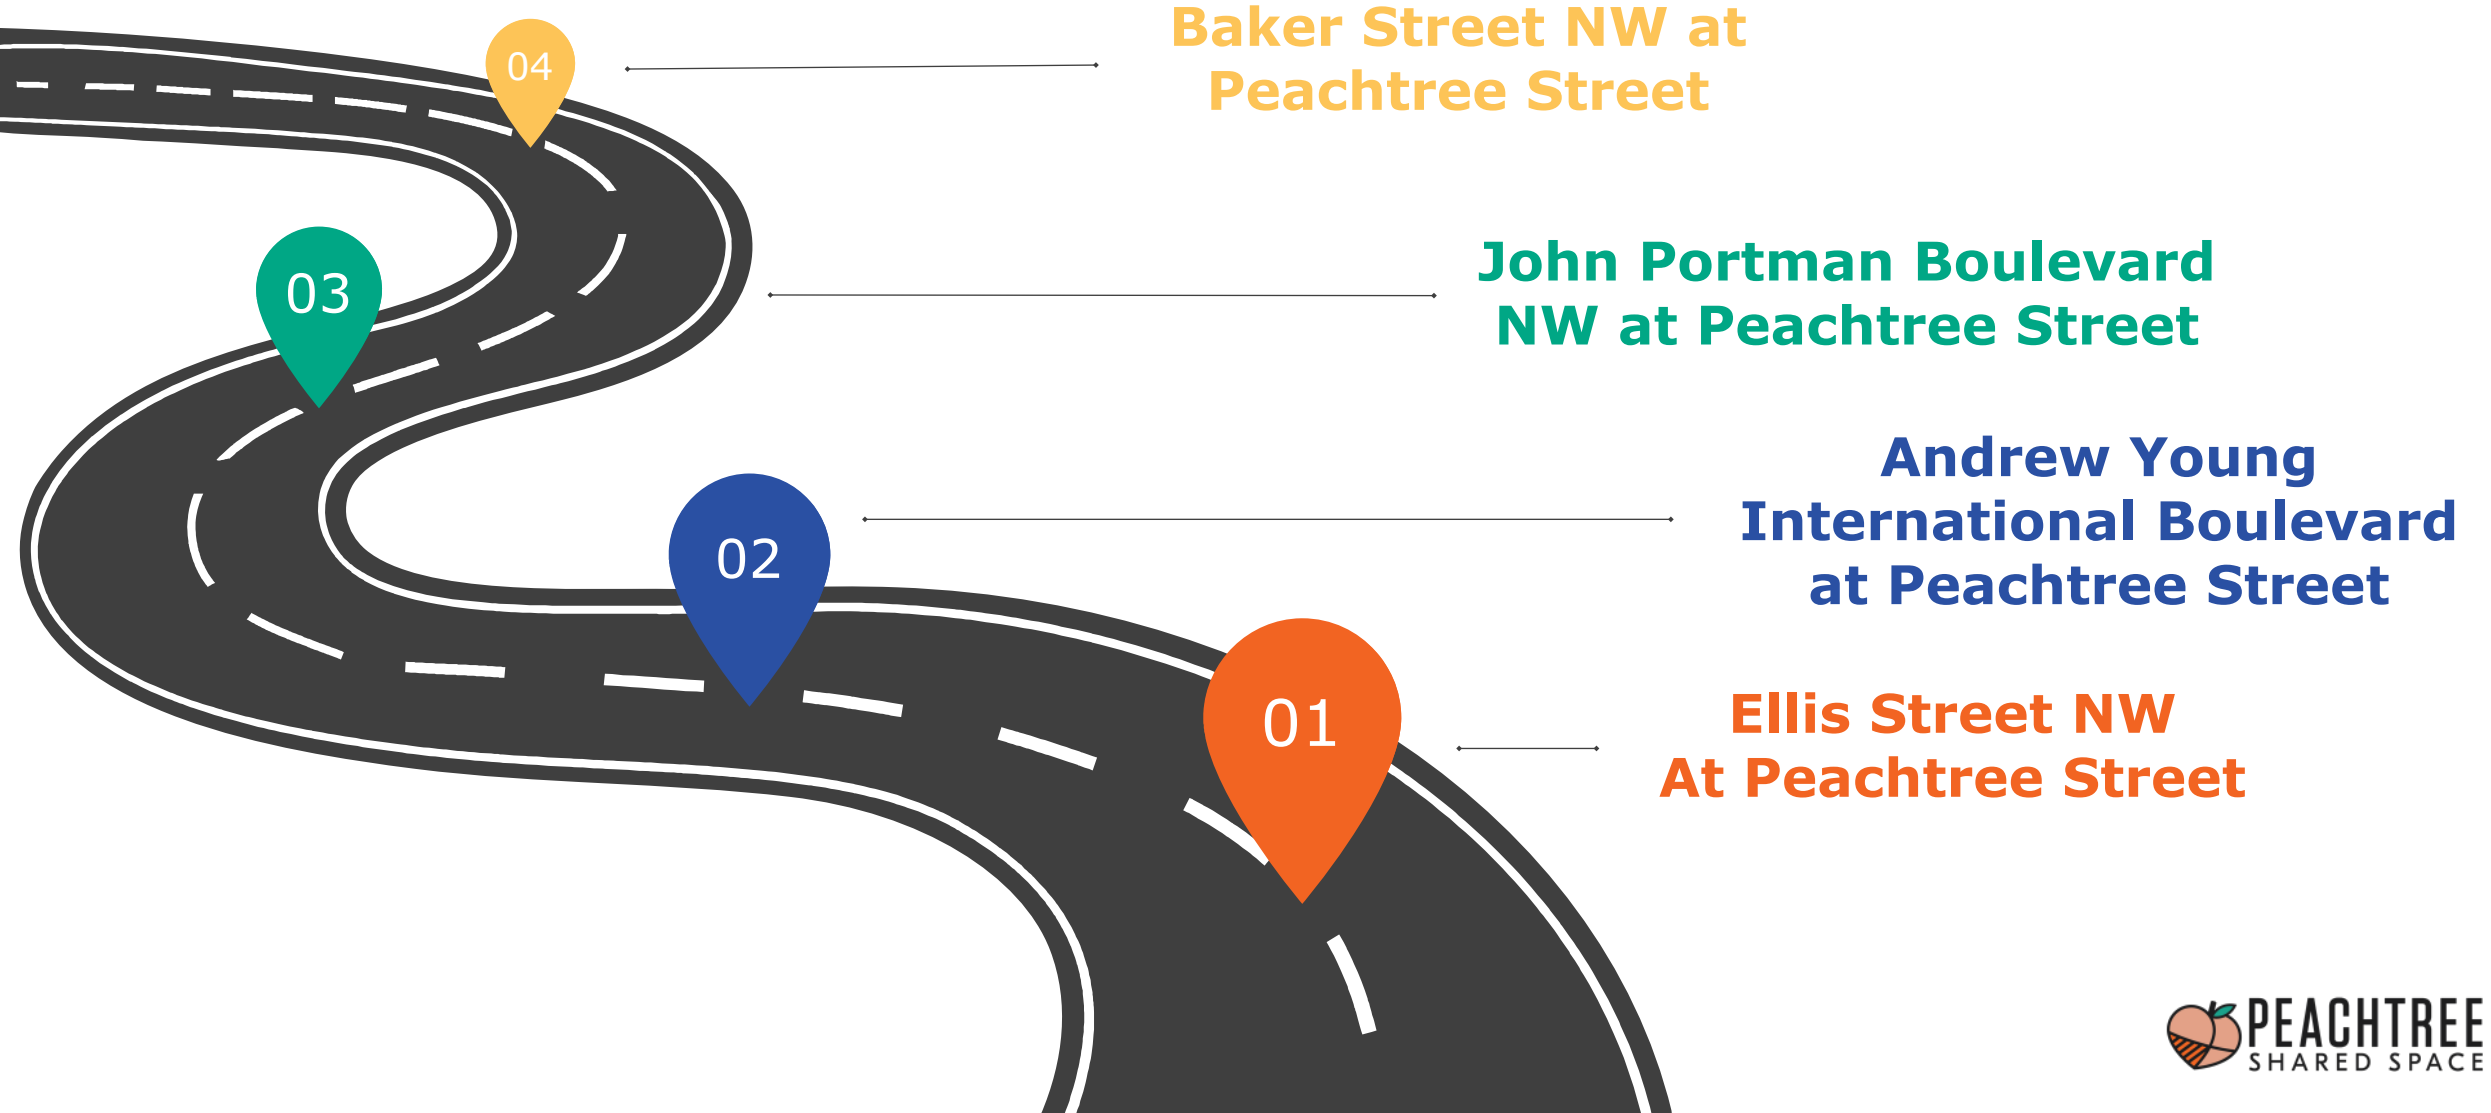 04
Baker Street NW at
Peachtree Street
03
John Portman Boulevard
NW at Peachtree Street
02
Andrew Young
International Boulevard
at Peachtree Street
01
Ellis Street NW
At Peachtree Street
PEACHTREE
SHARED SPACE